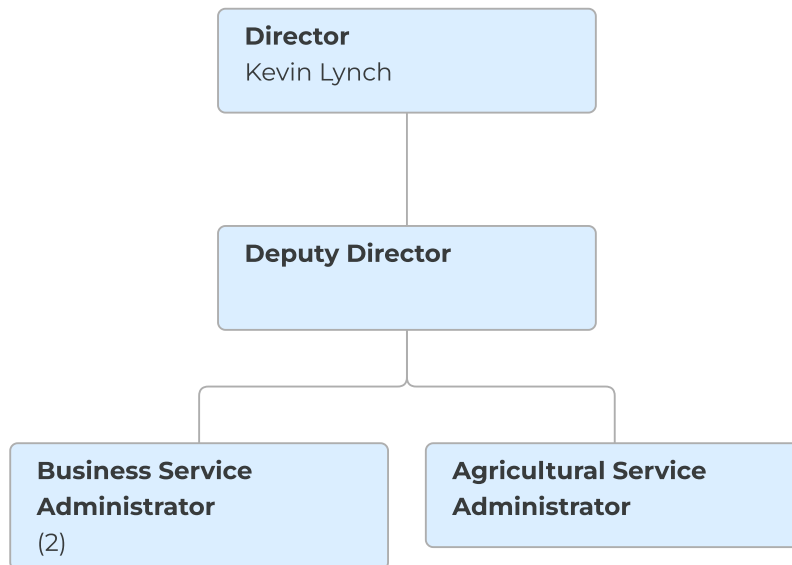 Director
Kevin Lynch
Deputy Director
Business Service
Administrator
(2)
Agricultural Service
Administrator